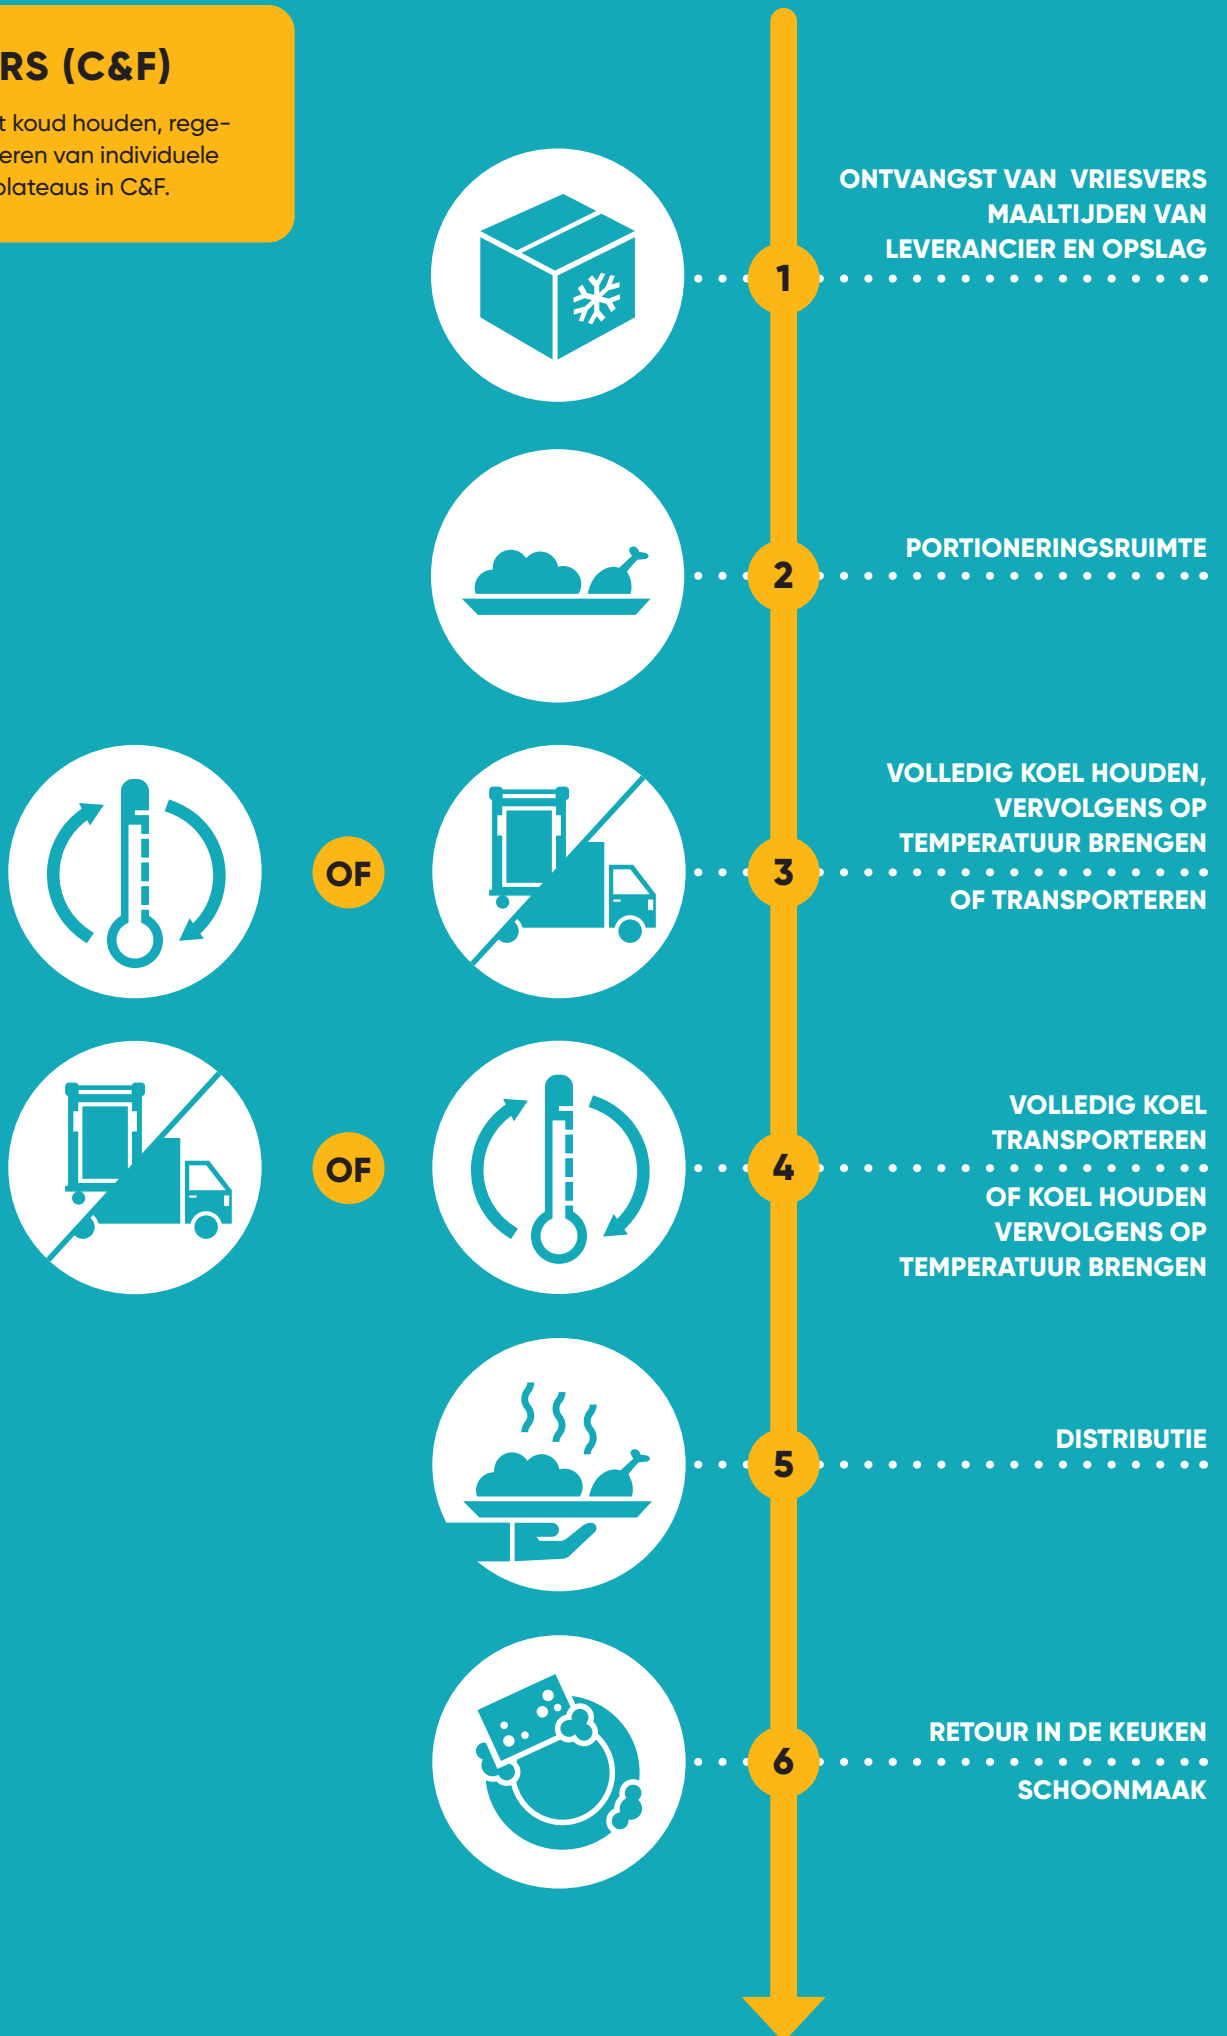 RS (C&F)
t koud houden, rege-
eren van individuele
plateaus in C&F.
ONTVANGST VAN VRIESVERS
MAALTIJDEN VAN
LEVERANCIER EN OPSLAG
1
PORTIONERINGSRUIMTE
2
VOLLEDIG KOEL HOUDEN,
VERVOLGENS OP
TEMPERATUUR BRENGEN
OF
3
OF TRANSPORTEREN
VOLLEDIG KOEL
TRANSPORTEREN
OF
4
OF KOEL HOUDEN
VERVOLGENS OP
TEMPERATUUR BRENGEN
DISTRIBUTIE
5
RETOUR IN DE KEUKEN
6
SCHOONMAAK